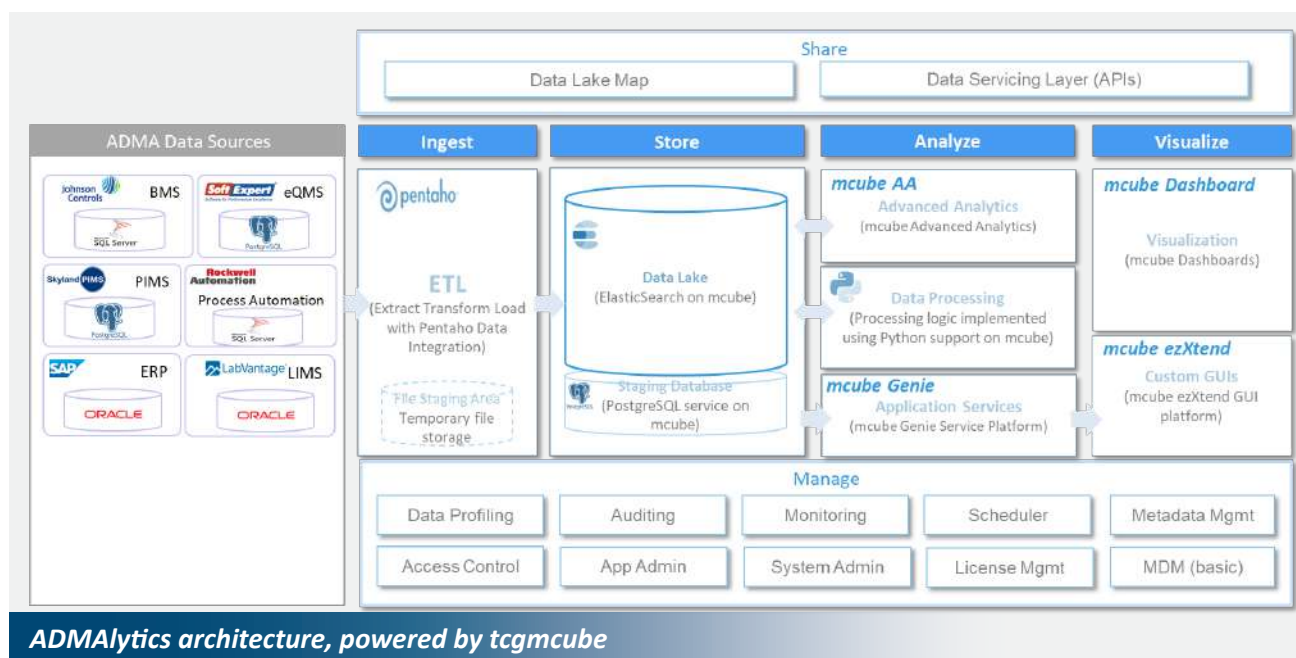 Share
Data Lake Map
Data Servicing Layer (APIs)
ADMA Data Sources
Ingest
Store
Analyze
Visualize
Johnson
Controls
BMS
SQL Server
Soft Expert
eQMS
PostgreSQL
Skyland PIMS
PIMS
PostgreSQL
Rockwell
Automation
Process Automation
SQL Server
SAP
ERP
ORACLE
LabVantage
LIMS
ORACLE
pentaho
ETL
(Extract Transform Load
with Pentaho Data
Integration)
File Staging Area
Temporary file
storage
Data Lake
(ElasticSearch on mcube)
Staging Database
(PostgreSQL service on
mcube)
mcube AA
Advanced Analytics
(mcube Advanced Analytics)
Data Processing
(Processing logic implemented
using Python support on mcube)
mcube Genie
Application Services
(mcube Genie Service Platform)
mcube Dashboard
Visualization
(mcube Dashboards)
mcube ezXtend
Custom GUIs
(mcube ezXtend GUI
platform)
Manage
Data Profiling
Auditing
Monitoring
Scheduler
Metadata Mgmt
Access Control
App Admin
System Admin
License Mgmt
MDM (basic)
ADMAlytics architecture, powered by tcgmcube